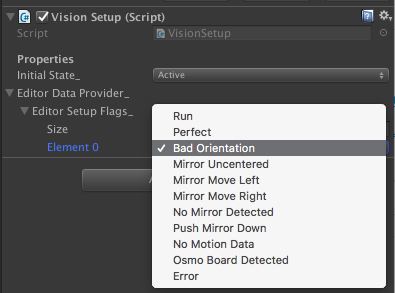 Vision Setup (Script)
Script VisionSetup
Properties
Initial State_ Active
Editor Data Provider_
Editor Setup Flags_
Size
Element 0
Run
Perfect
Bad Orientation
Mirror Uncentered
Mirror Move Left
Mirror Move Right
No Mirror Detected
Push Mirror Down
No Motion Data
Osmo Board Detected
Error